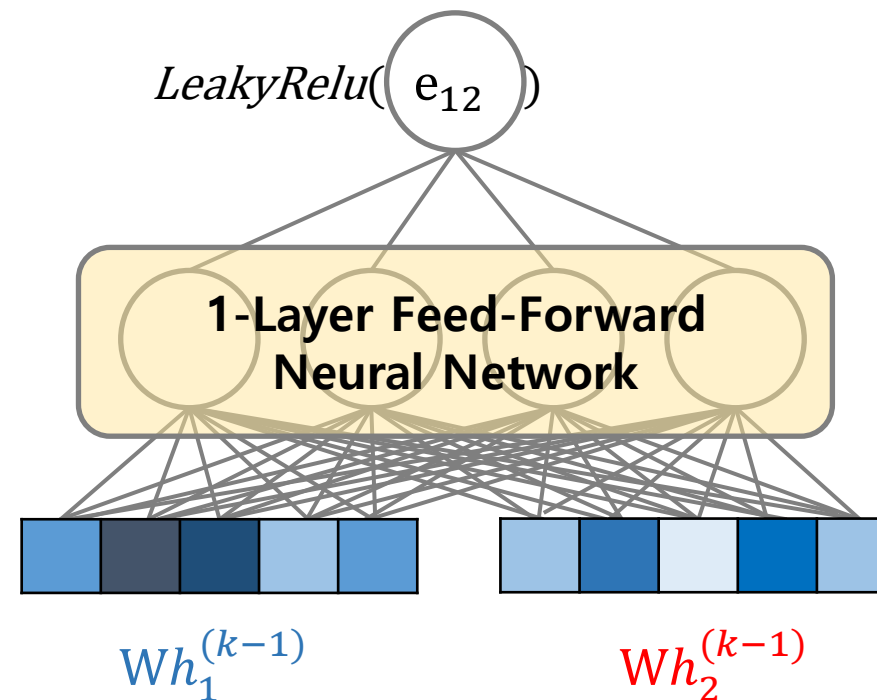 LeakyRelu(e₁₂)
1-Layer Feed-Forward
Neural Network
Wh₁⁽ᵏ⁻¹⁾ Wh₂⁽ᵏ⁻¹⁾